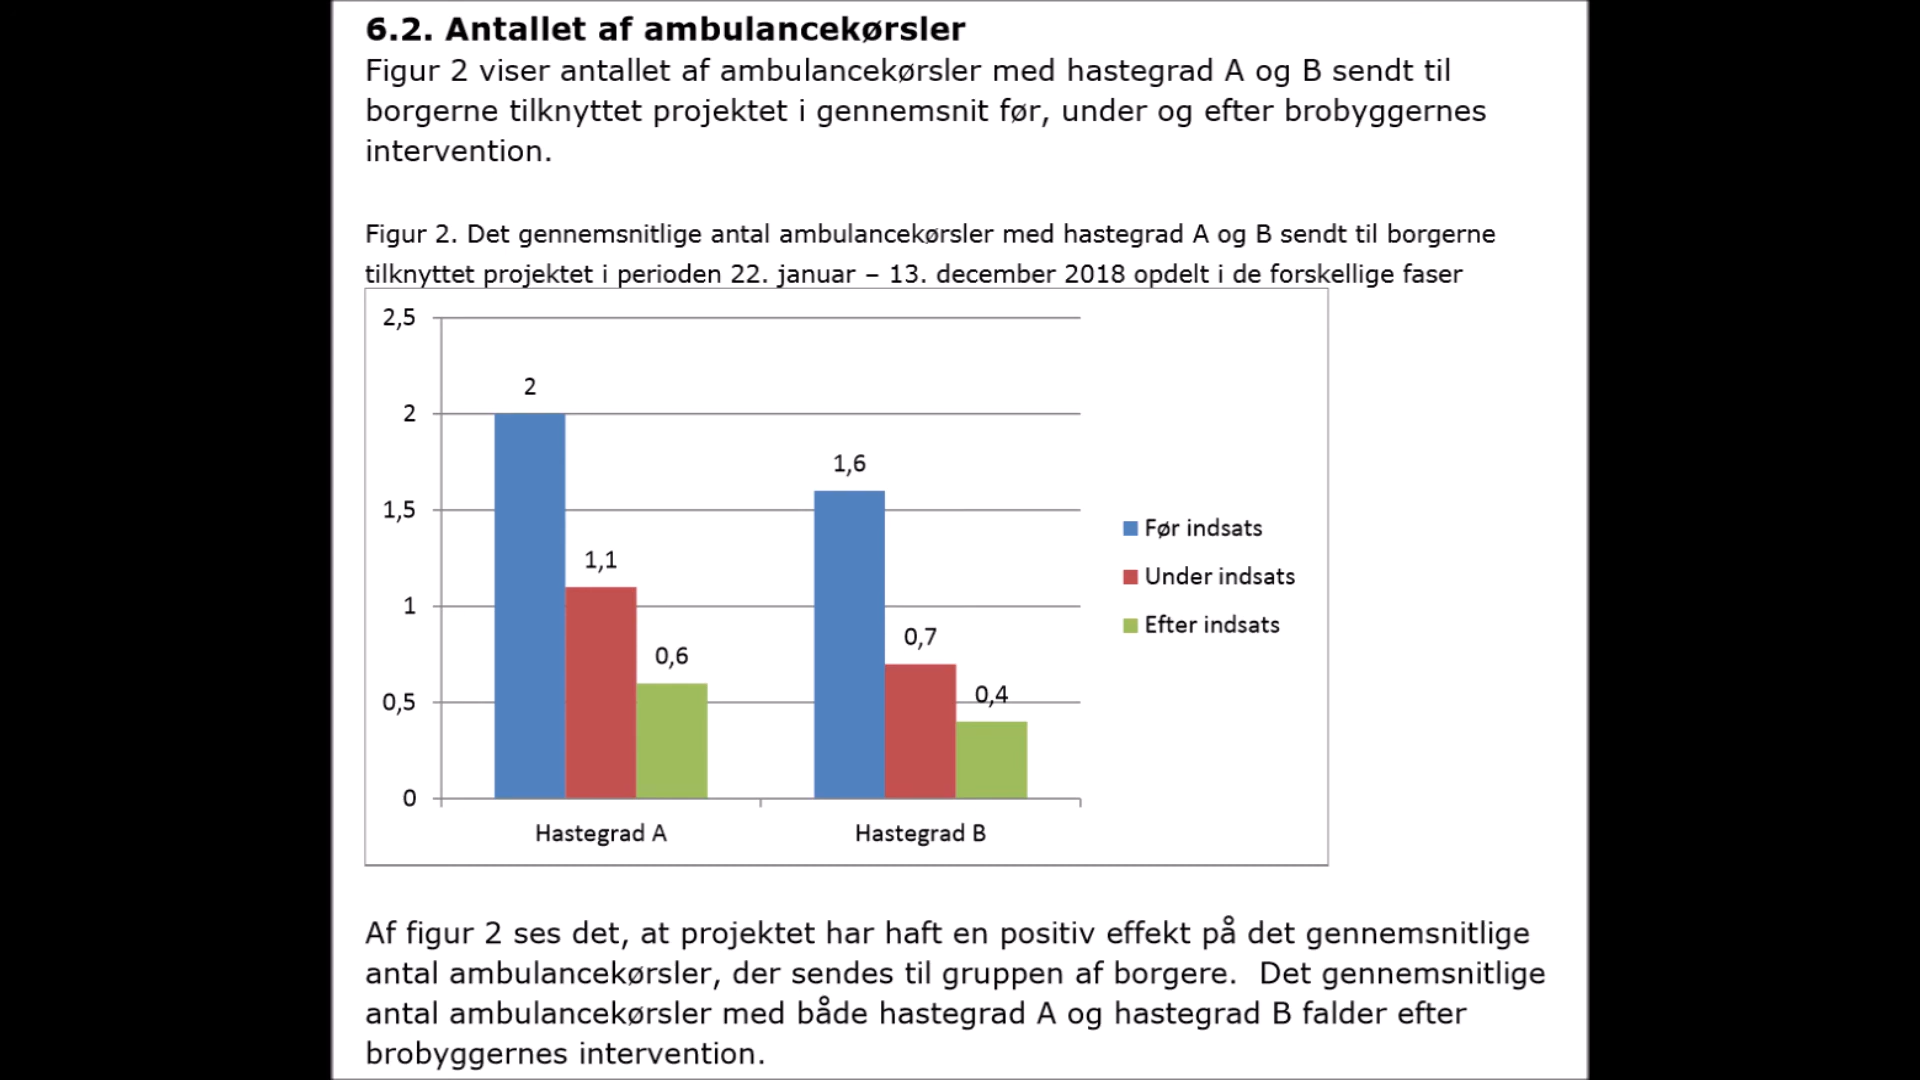 6.2. Antallet af ambulancekørsler
Figur 2 viser antallet af ambulancekørsler med hastegrad A og B sendt til
borgerne tilknyttet projektet i gennemsnit før, under og efter brobyggernes
intervention.
Figur 2. Det gennemsnitlige antal ambulancekørsler med hastegrad A og B sendt til borgerne
tilknyttet projektet i perioden 22. januar – 13. december 2018 opdelt i de forskellige faser
2,5
2
1,5
1
0,5
0
2
1,1
0,6
1,6
0,7
0,4
Hastegrad A
Hastegrad B
Før indsats
Under indsats
Efter indsats
Af figur 2 ses det, at projektet har haft en positiv effekt på det gennemsnitlige
antal ambulancekørsler, der sendes til gruppen af borgere.  Det gennemsnitlige
antal ambulancekørsler med både hastegrad A og hastegrad B falder efter
brobyggernes intervention.